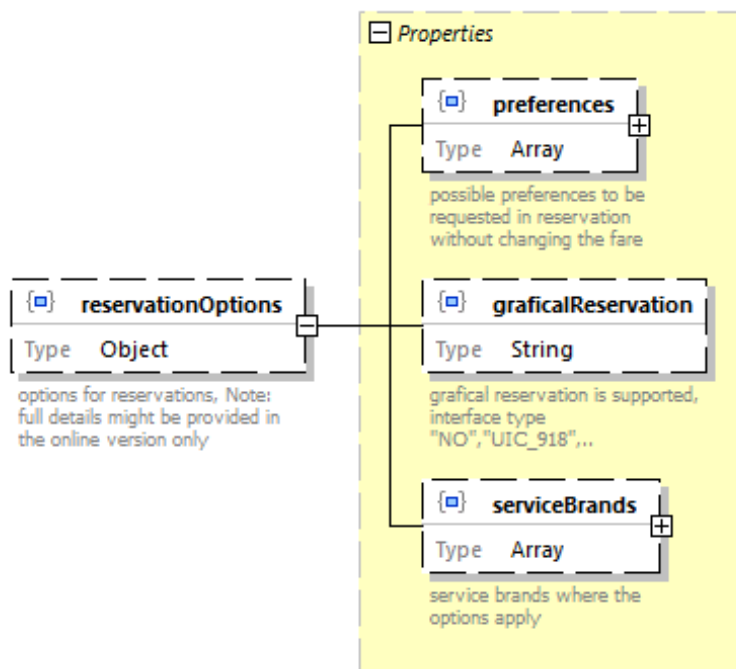 Properties
preferences
Type Array
possible preferences to be
requested in reservation
without changing the fare
reservationOptions
Type Object
options for reservations, Note:
full details might be provided in
the online version only
graficalReservation
Type String
grafical reservation is supported,
interface type
"NO","UIC_918",..
serviceBrands
Type Array
service brands where the
options apply